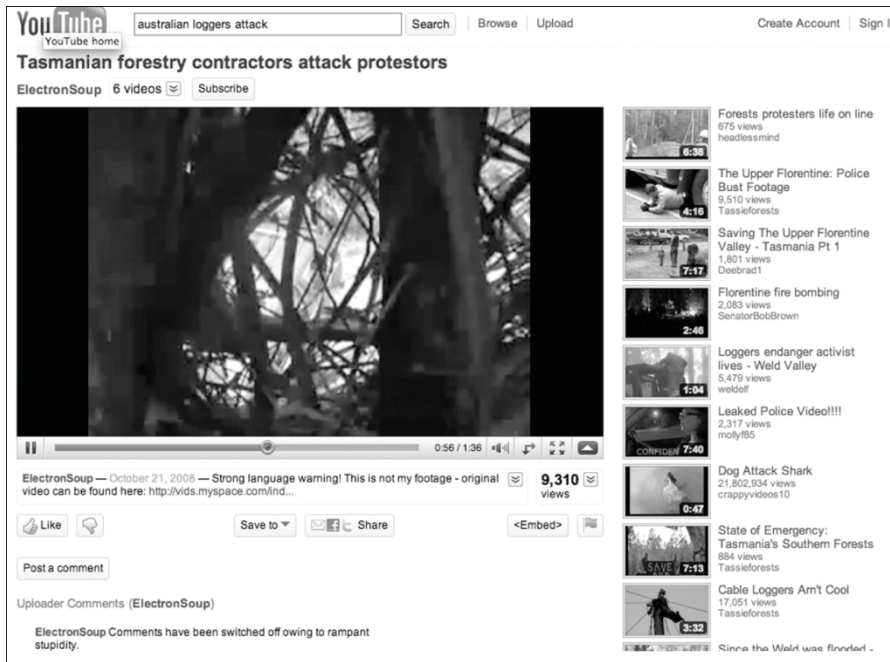 YouTube
YouTube home
australian loggers attack
Search
Browse
Upload
Create Account
Sign I
Tasmanian forestry contractors attack protestors
ElectronSoup
6 videos
Subscribe
0:56 / 1:36
ElectronSoup — October 21, 2008 — Strong language warning! This is not my footage - original
video can be found here: http://vids.myspace.com/ind...
9,310
views
Like
Save to
Share
<Embed>
Post a comment
Uploader Comments (ElectronSoup)
ElectronSoup Comments have been switched off owing to rampant
stupidity.
6:38
Forests protesters life on line
675 views
headlessmind
4:16
The Upper Florentine: Police
Bust Footage
9,510 views
Tassieforests
7:17
Saving The Upper Florentine
Valley - Tasmania Pt 1
1,801 views
Deebrad1
2:46
Florentine fire bombing
2,083 views
SenatorBobBrown
1:04
Loggers endanger activist
lives - Weld Valley
5,479 views
weldelf
CONFIDEN
7:40
Leaked Police Video!!!!
2,317 views
mollyf85
0:47
Dog Attack Shark
21,802,934 views
crappyvideos10
SAVE
7:13
State of Emergency:
Tasmania's Southern Forests
884 views
Tassieforests
3:32
Cable Loggers Arn't Cool
17,051 views
Tassieforests
Since the Weld was flooded -